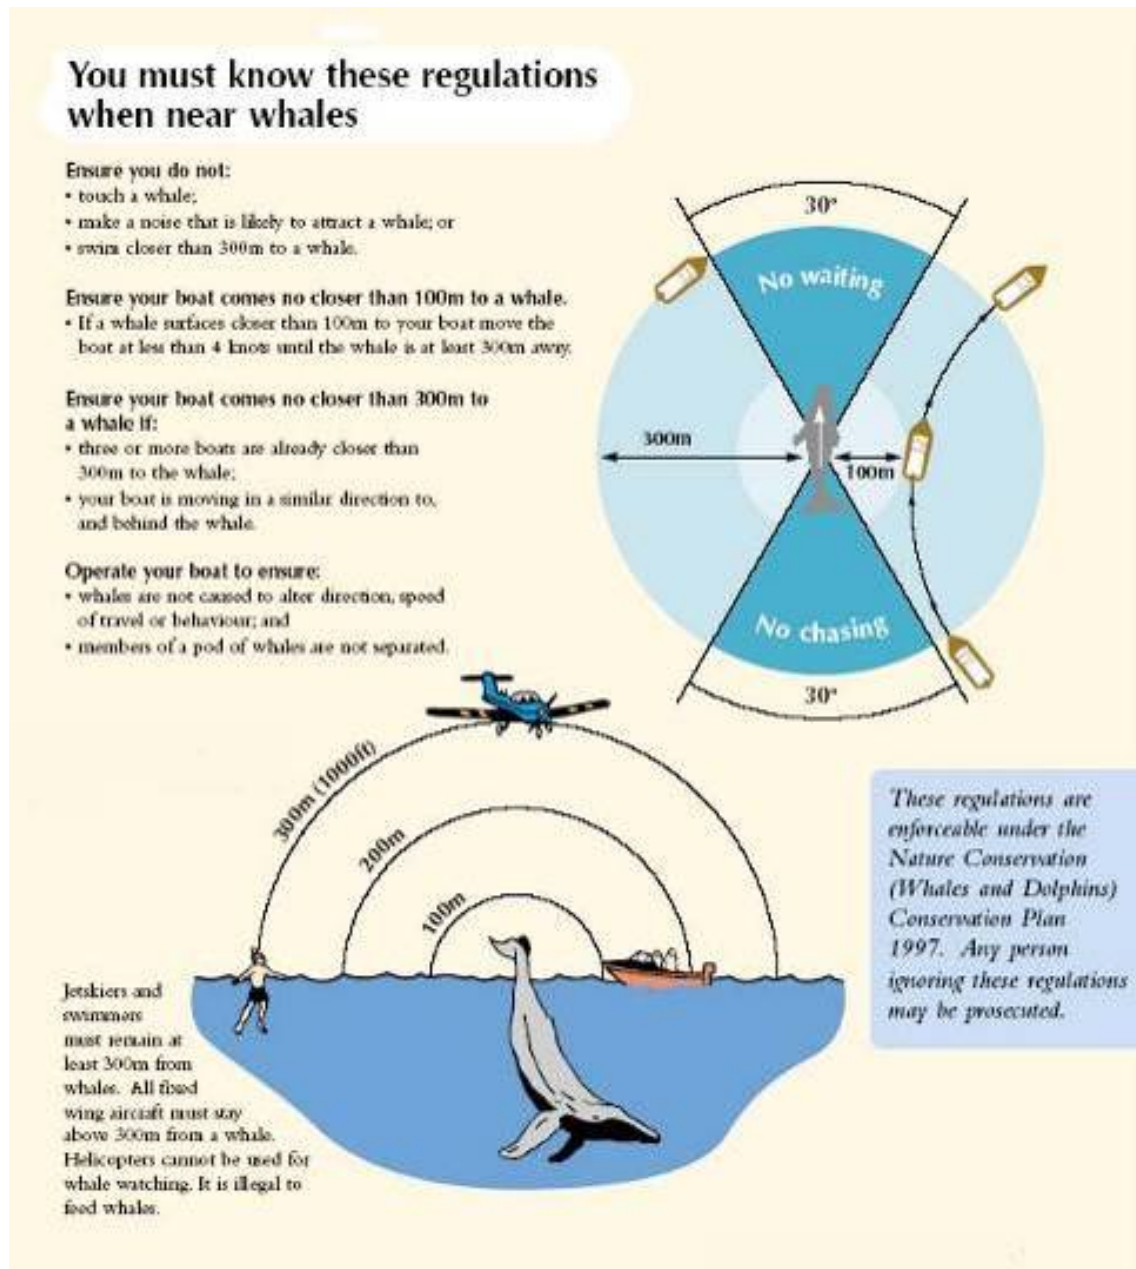 You must know these regulations
when near whales
Ensure you do not:
• touch a whale;
• make a noise that is likely to attract a whale; or
• swim closer than 300m to a whale.
Ensure your boat comes no closer than 100m to a whale.
• If a whale surfaces closer than 100m to your boat move the
boat at less than 4 knots until the whale is at least 300m away.
Ensure your boat comes no closer than 300m to
a whale if:
• three or more boats are already closer than
300m to the whale;
• your boat is moving in a similar direction to,
and behind the whale.
Operate your boat to ensure:
• whales are not caused to alter direction, speed
of travel or behaviour; and
• members of a pod of whales are not separated.
30°
No waiting
300m
100m
No chasing
30°
300m (1000ft)
200m
100m
Jetskiers and
swimmers
must remain at
least 300m from
whales. All fixed
wing aircraft must stay
above 300m from a whale.
Helicopters cannot be used for
whale watching. It is illegal to
feed whales.
These regulations are
enforceable under the
Nature Conservation
(Whales and Dolphins)
Conservation Plan
1997. Any person
ignoring these regulations
may be prosecuted.